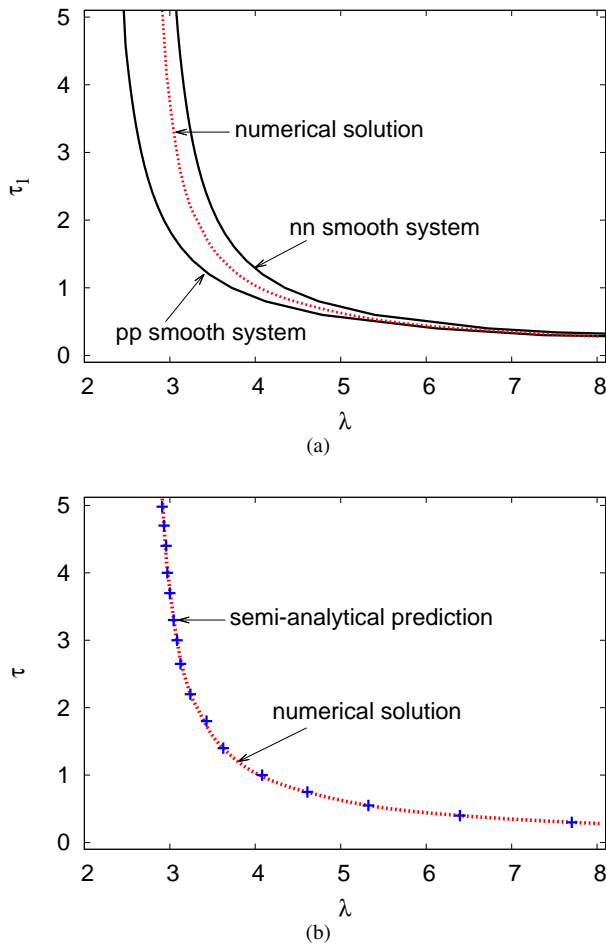 5
4
3
2
1
0
τ1
numerical solution
nn smooth system
pp smooth system
2 3 4 5 6 7 8
λ
(a)
5
4
3
2
1
0
τ
semi-analytical prediction
numerical solution
2 3 4 5 6 7 8
λ
(b)